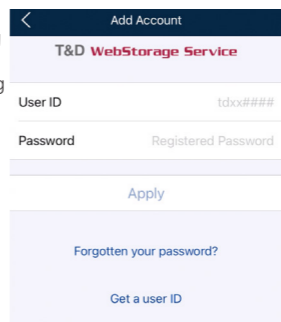 Add Account
T&D WebStorage Service
g
User ID tdxx####
Password Registered Password
Apply
Forgotten your password?
Get a user ID